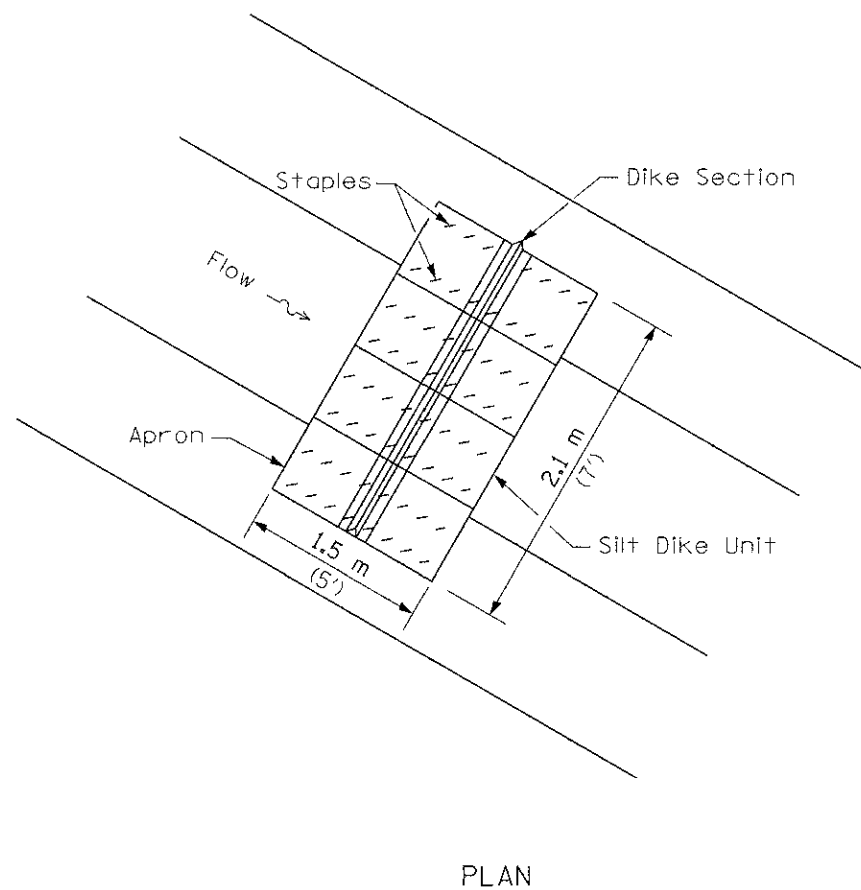 Staples
Dike Section
Flow
Apron
2.1 m
(7')
1.5 m
(5')
Silt Dike Unit
PLAN